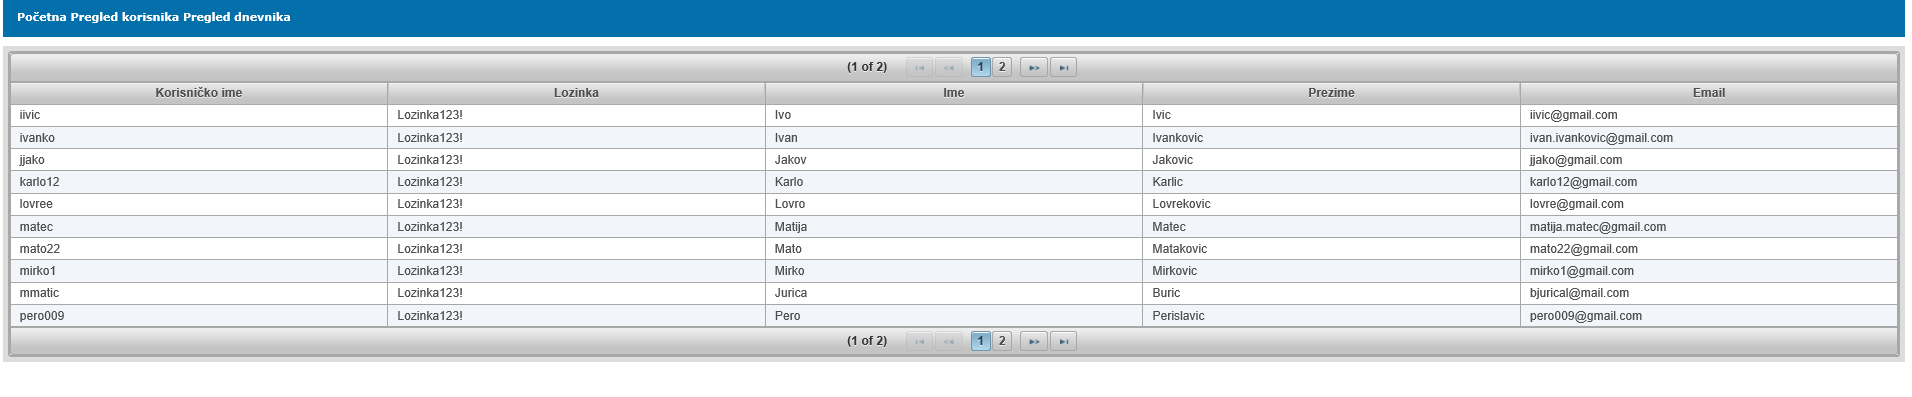 Početna Pregled korisnika Pregled dnevnika
(1 of 2) 1 2
Korisničko ime Lozinka Ime Prezime Email
iivic Lozinka123! Ivo Ivic iivic@gmail.com
ivanko Lozinka123! Ivan Ivankovic ivan.ivankovic@gmail.com
jjako Lozinka123! Jakov Jakovic jjako@gmail.com
karlo12 Lozinka123! Karlo Karlic karlo12@gmail.com
lovree Lozinka123! Lovro Lovrekovic lovre@gmail.com
matec Lozinka123! Matija Matec matija.matec@gmail.com
mato22 Lozinka123! Mato Matakovic mato22@gmail.com
mirko1 Lozinka123! Mirko Mirkovic mirko1@gmail.com
mmatic Lozinka123! Jurica Buric bjurical@mail.com
pero009 Lozinka123! Pero Perislavic pero009@gmail.com
(1 of 2) 1 2